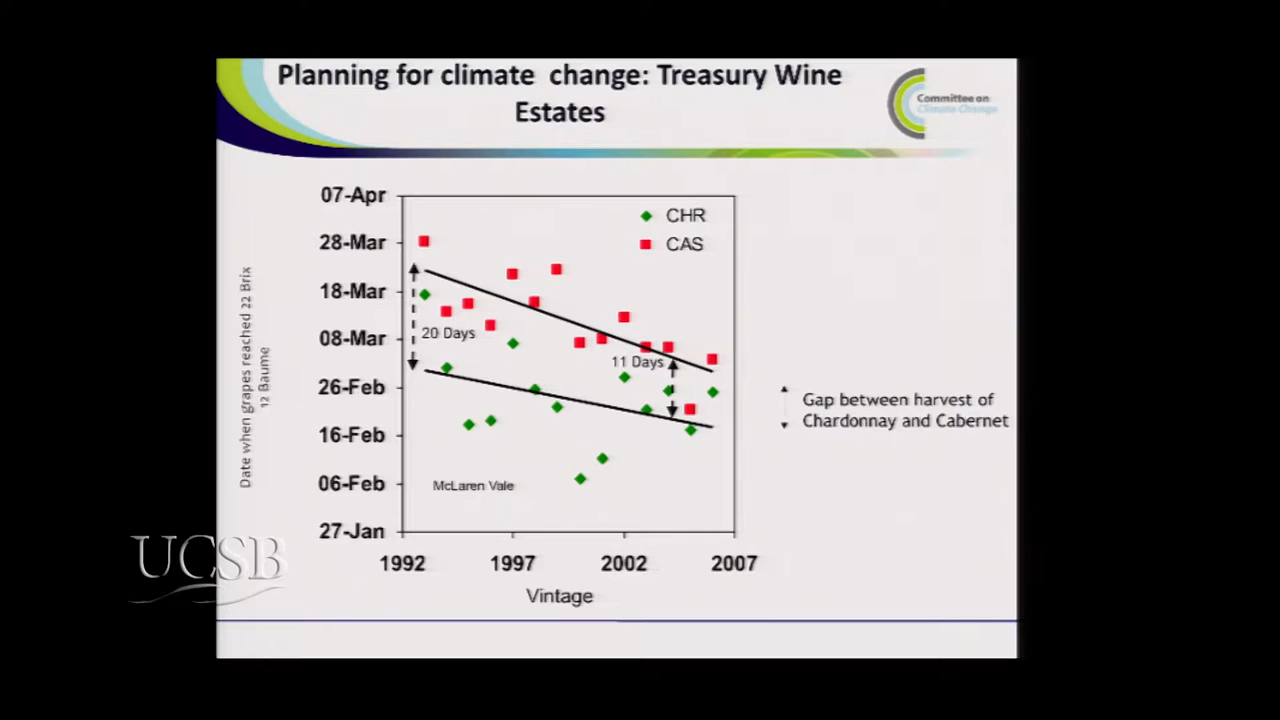 Planning for climate change: Treasury Wine
Estates
Committee on
Climate Change
07-Apr
28-Mar
18-Mar
08-Mar
26-Feb
16-Feb
06-Feb
27-Jan
Date when grapes reached 22 Brix
12 Baume
CHR
CAS
20 Days
11 Days
McLaren Vale
1992
1997
2002
2007
Vintage
Gap between harvest of
Chardonnay and Cabernet
UCSB